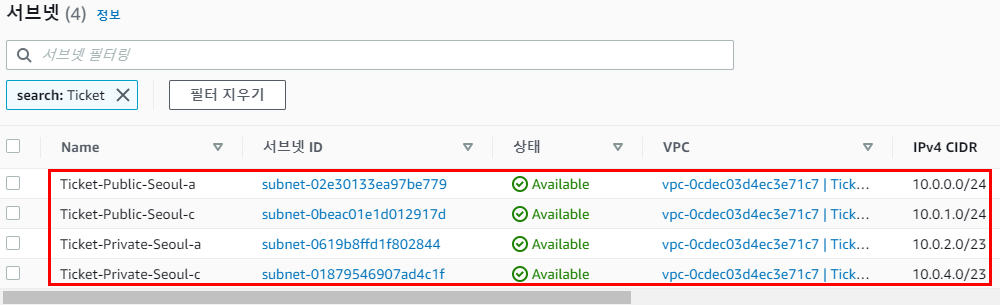 서브넷 (4) 정보
서브넷 필터링
search: Ticket 필터 지우기
Name 서브넷 ID 상태 VPC IPv4 CIDR
Ticket-Public-Seoul-a subnet-02e30133ea97be779 Available vpc-0cdec03d4ec3e71c7 | Tick… 10.0.0.0/24
Ticket-Public-Seoul-c subnet-0beac01e1d012917d Available vpc-0cdec03d4ec3e71c7 | Tick… 10.0.1.0/24
Ticket-Private-Seoul-a subnet-0619b8ffd1f802844 Available vpc-0cdec03d4ec3e71c7 | Tick… 10.0.2.0/23
Ticket-Private-Seoul-c subnet-01879546907ad4c1f Available vpc-0cdec03d4ec3e71c7 | Tick… 10.0.4.0/23